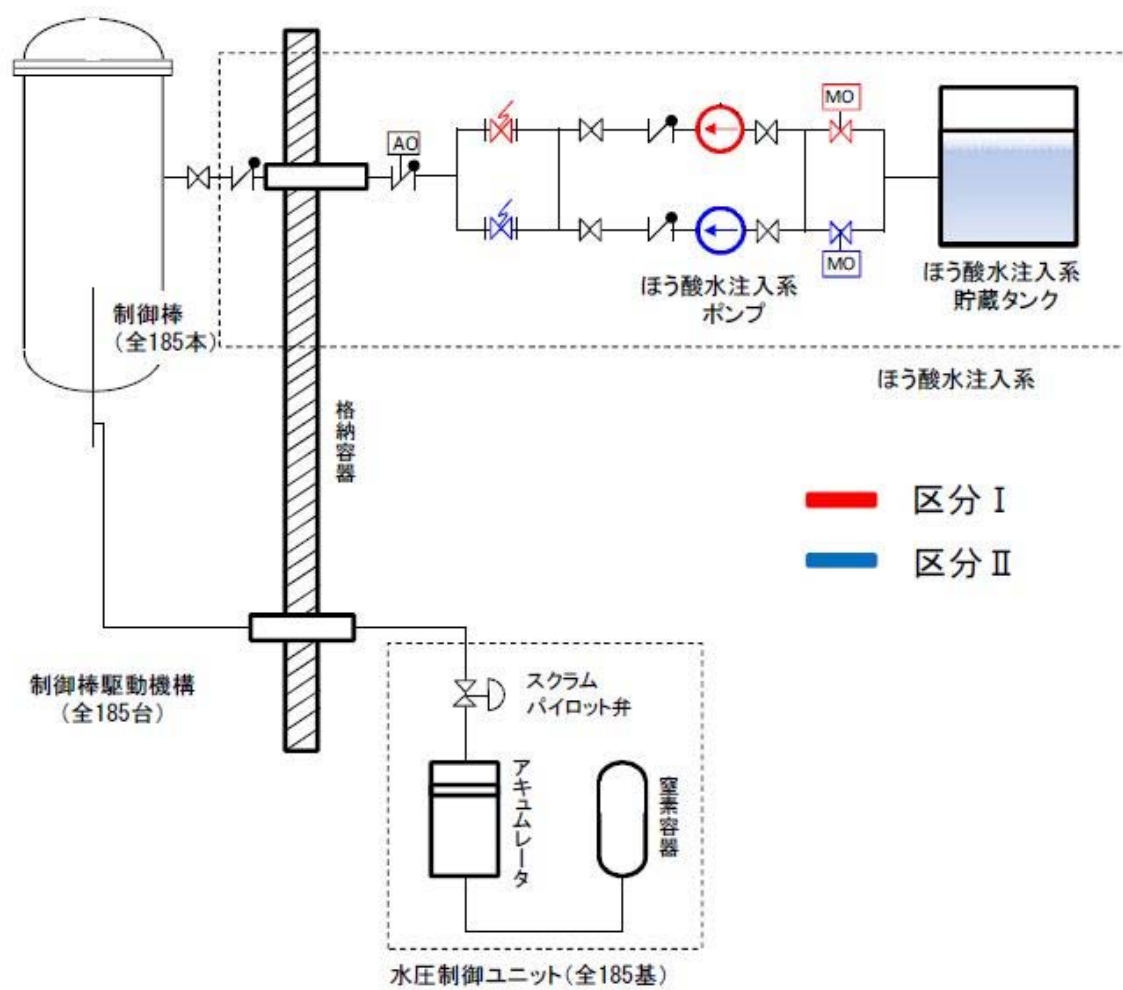 MO
AO
MO
ほう酸水注入系
ポンプ
ほう酸水注入系
貯蔵タンク
制御棒
(全185本)
ほう酸水注入系
格納容器
区分Ⅰ
区分Ⅱ
制御棒駆動機構
(全185台)
スクラム
パイロット弁
アキュムレータ
窒素容器
水圧制御ユニット(全185基)